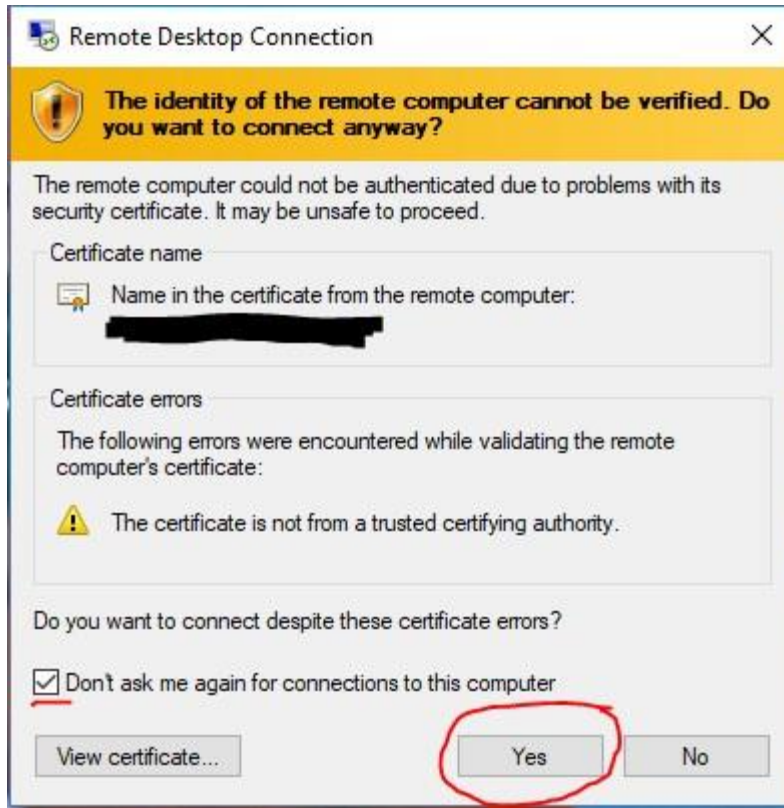 Remote Desktop Connection
The identity of the remote computer cannot be verified. Do
you want to connect anyway?
The remote computer could not be authenticated due to problems with its
security certificate. It may be unsafe to proceed.
Certificate name
Name in the certificate from the remote computer:
Certificate errors
The following errors were encountered while validating the remote
computer's certificate:
The certificate is not from a trusted certifying authority.
Do you want to connect despite these certificate errors?
Don't ask me again for connections to this computer
View certificate...
Yes
No